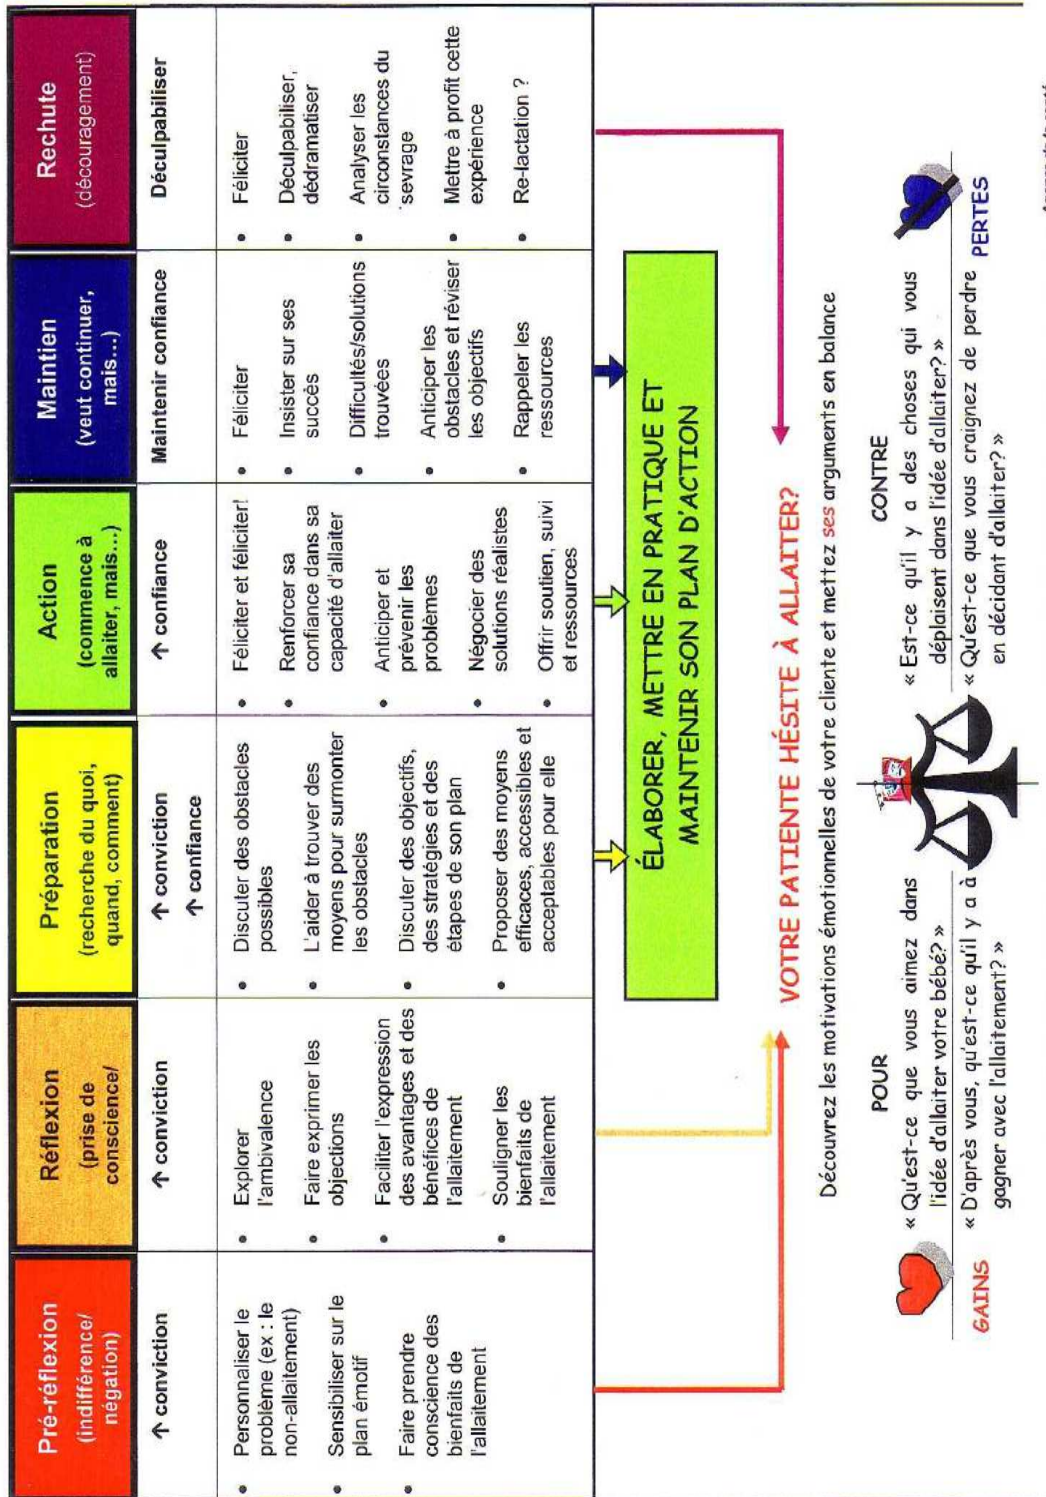 Pré-réflexion
(indifférence/
négation)
Réflexion
(prise de
conscience/
Préparation
(recherche du quoi,
quand, comment)
Action
(commence à
allaiter, mais...)
Maintien
(veut continuer,
mais...)
Rechute
(découragement)
↑ conviction
↑ conviction
↑ conviction
↑ confiance
↑ confiance
Maintenir confiance
Déculpabiliser
• Personnaliser le
problème (ex : le
non-allaitement)
• Sensibiliser sur le
plan émotif
• Faire prendre
conscience des
bienfaits de
l'allaitement
• Explorer
l'ambivalence
• Faire exprimer les
objections
• Faciliter l'expression
des avantages et des
bénéfices de
l'allaitement
• Souligner les
bienfaits de
l'allaitement
• Discuter des obstacles
possibles
• L'aider à trouver des
moyens pour surmonter
les obstacles
• Discuter des objectifs,
des stratégies et des
étapes de son plan
• Proposer des moyens
efficaces, accessibles et
acceptables pour elle
• Féliciter et féliciter!
• Renforcer sa
confiance dans sa
capacité d'allaiter
• Anticiper et
prévenir les
problèmes
• Négocier des
solutions réalistes
• Offrir soutien, suivi
et ressources
• Féliciter
• Insister sur ses
succès
• Difficultés/solutions
trouvées
• Anticiper les
obstacles et réviser
les objectifs
• Rappeler les
ressources
• Féliciter
• Déculpabiliser,
dédramatiser
• Analyser les
circonstances du
sevrage
• Mettre à profit cette
expérience
• Re-lactation ?
ÉLABORER, METTRE EN PRATIQUE ET
MAINTENIR SON PLAN D'ACTION
VOTRE PATIENTE HÉSITE À ALLAITER?
Découvrez les motivations émotionnelles de votre cliente et mettez ses arguments en balance
POUR
« Qu'est-ce que vous aimez dans
l'idée d'allaiter votre bébé? »
GAINS
« D'après vous, qu'est-ce qu'il y a à
gagner avec l'allaitement? »
CONTRE
« Est-ce qu'il y a des choses qui vous
déplaisent dans l'idée d'allaiter? »
« Qu'est-ce que vous craignez de perdre
en décidant d'allaiter? »
PERTES